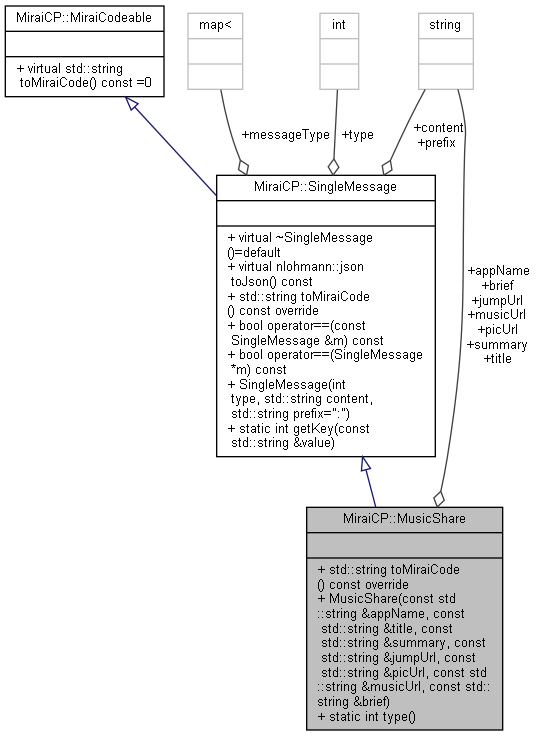 MiraiCP::MiraiCodeable
+ virtual std::string
toMiraiCode() const =0
map<
int
string
+messageType
+type
+content
+prefix
MiraiCP::SingleMessage
+ virtual ~SingleMessage
()=default
+ virtual nlohmann::json
toJson() const
+ std::string toMiraiCode
() const override
+ bool operator==(const
SingleMessage &m) const
+ bool operator==(SingleMessage
*m) const
+ SingleMessage(int
type, std::string content,
std::string prefix=":")
+ static int getKey(const
std::string &value)
+appName
+brief
+jumpUrl
+musicUrl
+picUrl
+summary
+title
MiraiCP::MusicShare
+ std::string toMiraiCode
() const override
+ MusicShare(const std
::string &appName, const
std::string &title, const
std::string &summary, const
std::string &jumpUrl, const
std::string &picUrl, const std
::string &musicUrl, const std::
string &brief)
+ static int type()